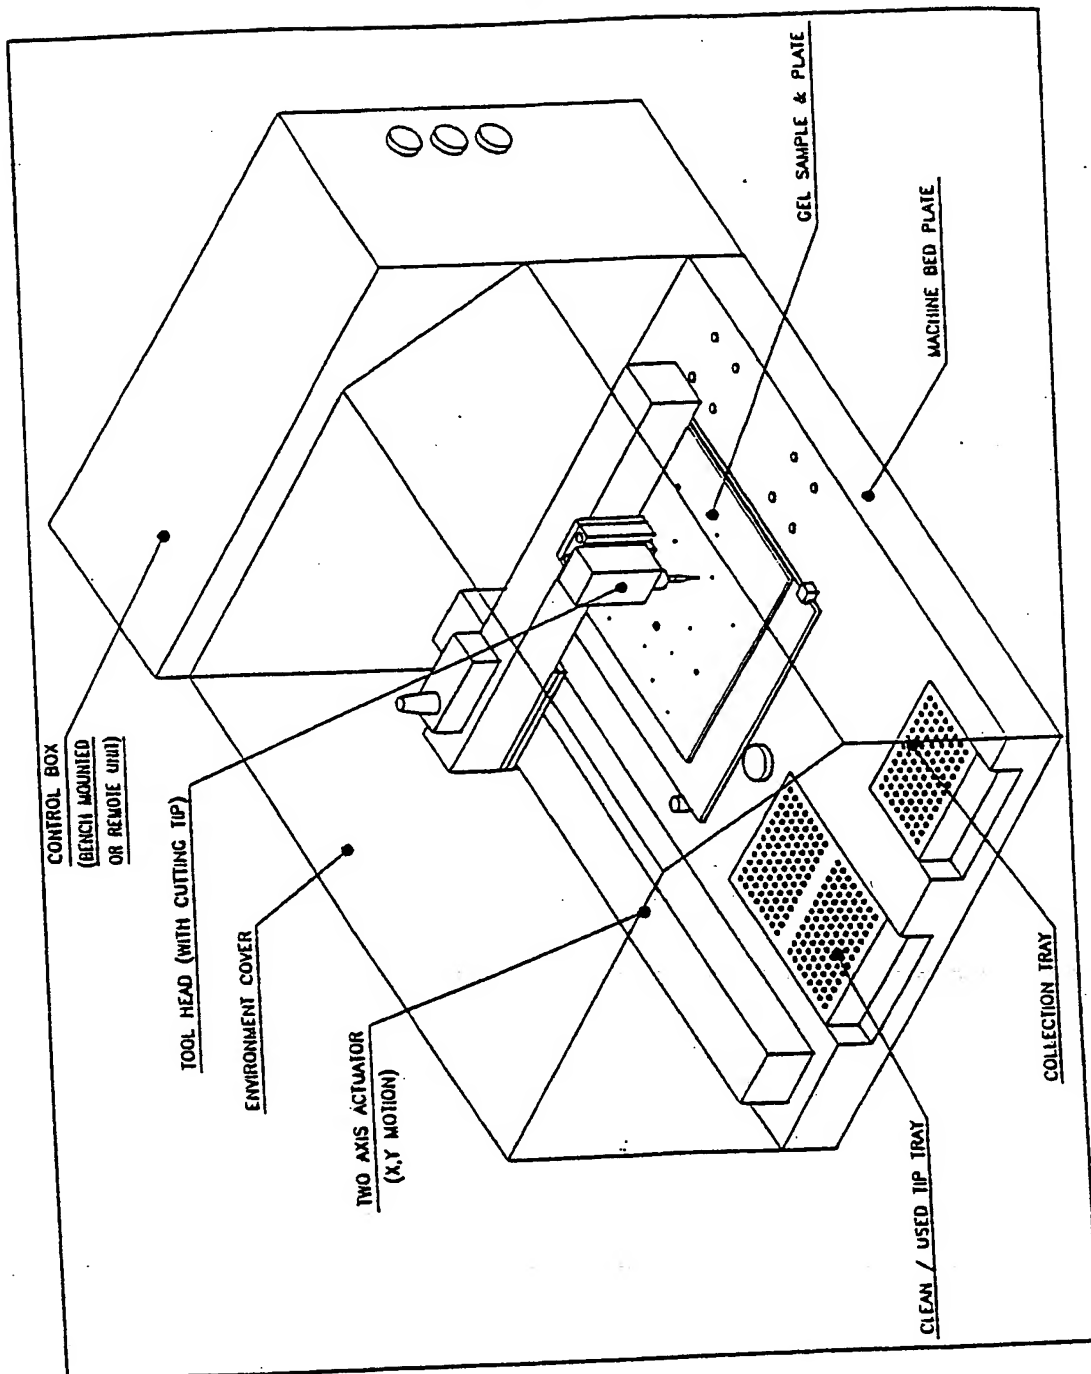 CONTROL BOX
(BENCH MOUNTED
OR REMOTE UNIT)
TOOL HEAD (WITH CUTTING TIP)
ENVIRONMENT COVER
TWO AXIS ACTUATOR
(X,Y MOTION)
CLEAN / USED TIP TRAY
COLLECTION TRAY
MACHINE BED PLATE
GEL SAMPLE & PLATE